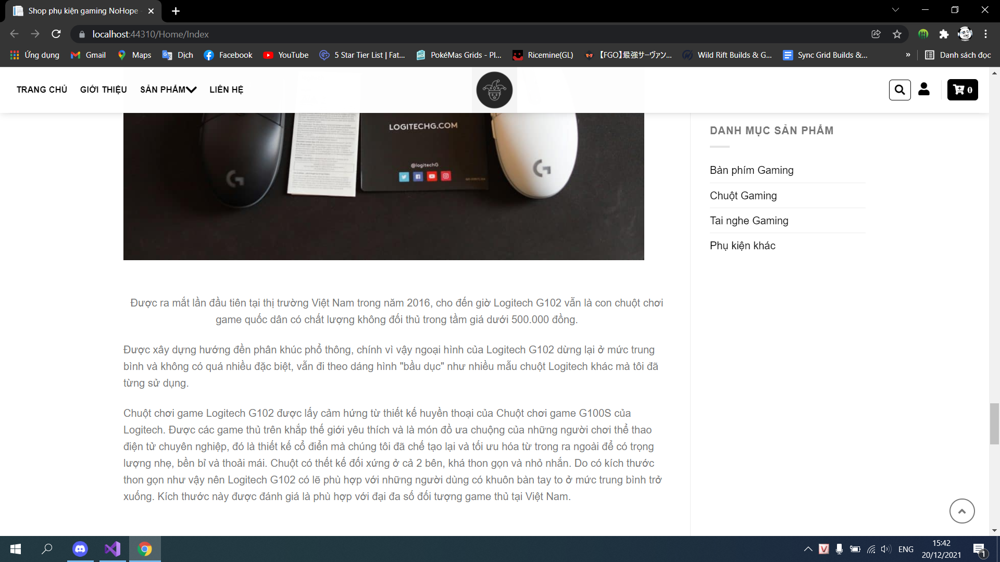 Shop phụ kiện gaming NoHope
localhost:44310/Home/Index
Ứng dụng Gmail Maps Dịch Facebook YouTube 5 Star Tier List | Fat... PokéMas Grids - Pl... Ricemine(GL) 【FGO】最強サーヴァン... Wild Rift Builds & G... Sync Grid Builds &... » Danh sách đọc
TRANG CHỦ GIỚI THIỆU SẢN PHẨM LIÊN HỆ 0
LOGITECHG.COM
@logitechG
DANH MỤC SẢN PHẨM
Bàn phím Gaming
Chuột Gaming
Tai nghe Gaming
Phụ kiện khác
Được ra mắt lần đầu tiên tại thị trường Việt Nam trong năm 2016, cho đến giờ Logitech G102 vẫn là con chuột chơi
game quốc dân có chất lượng không đối thủ trong tầm giá dưới 500.000 đồng.
Được xây dựng hướng đền phân khúc phổ thông, chính vì vậy ngoại hình của Logitech G102 dừng lại ở mức trung
bình và không có quá nhiều đặc biệt, vẫn đi theo dáng hình "bầu dục" như nhiều mẫu chuột Logitech khác mà tôi đã
từng sử dụng.
Chuột chơi game Logitech G102 được lấy cảm hứng từ thiết kế huyền thoại của Chuột chơi game G100S của
Logitech. Được các game thủ trên khắp thế giới yêu thích và là món đồ ưa chuộng của những người chơi thể thao
điện tử chuyên nghiệp, đó là thiết kế cổ điển mà chúng tôi đã chế tạo lại và tối ưu hóa từ trong ra ngoài để có trọng
lượng nhẹ, bền bỉ và thoải mái. Chuột có thết kế đối xứng ở cả 2 bên, khá thon gọn và nhỏ nhắn. Do có kích thước
thon gọn như vậy nên Logitech G102 có lẽ phù hợp với những người dùng có khuôn bàn tay to ở mức trung bình trở
xuống. Kích thước này được đánh giá là phù hợp với đại đa số đối tượng game thủ tại Việt Nam.
ENG
15:42
20/12/2021
1